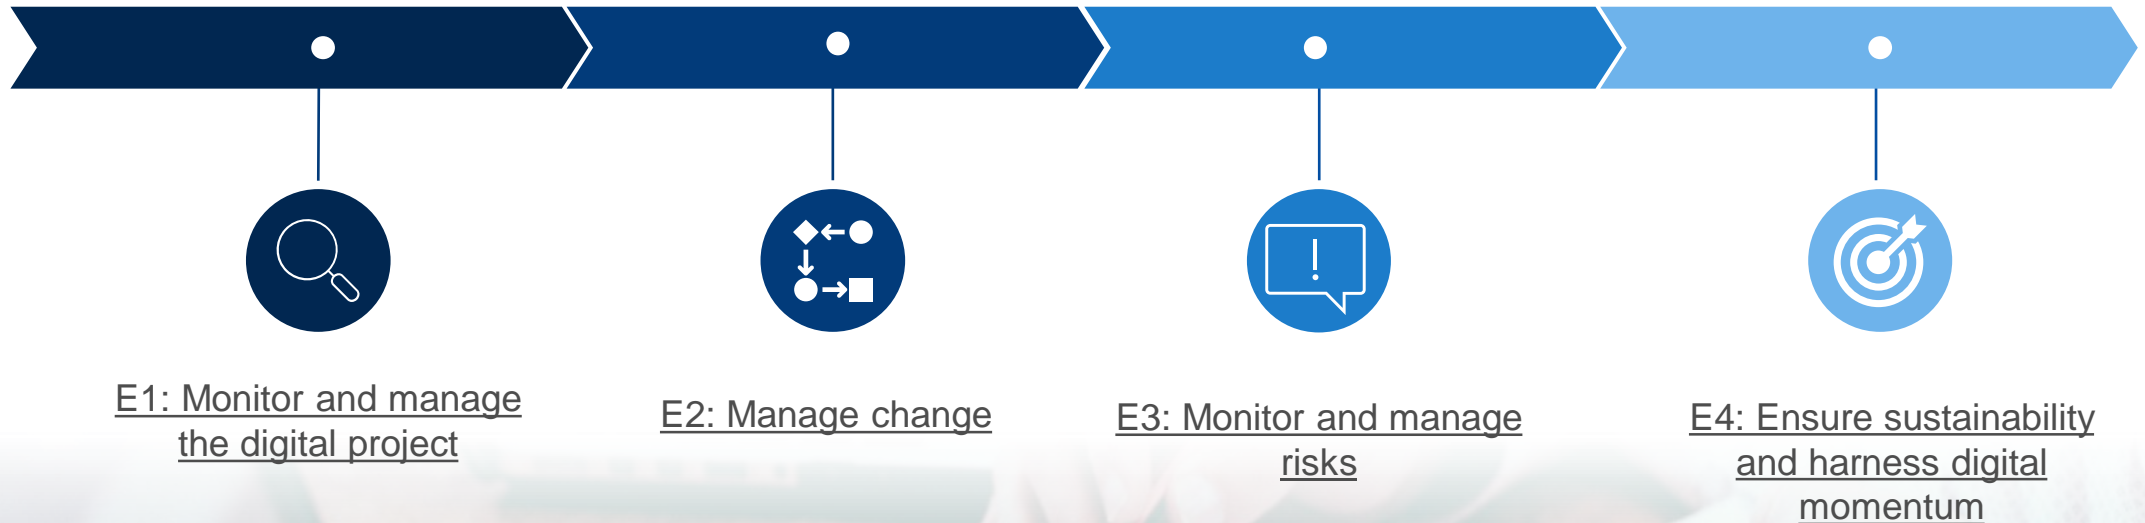 E1: Monitor and manage
the digital project
E2: Manage change
E3: Monitor and manage
risks
E4: Ensure sustainability
and harness digital
momentum